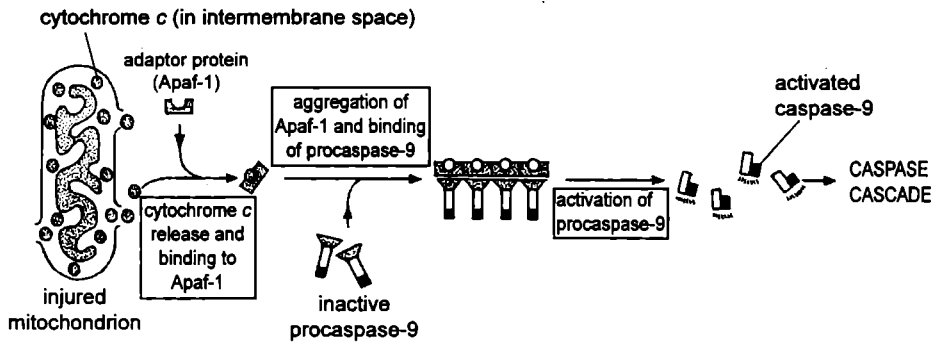 cytochrome c (in intermembrane space)
adaptor protein
(Apaf-1)
aggregation of
Apaf-1 and binding
of procaspase-9
activated
caspase-9
CASPASE
CASCADE
cytochrome c
release and
binding to
Apaf-1
activation of
procaspase-9
injured
mitochondrion
inactive
procaspase-9